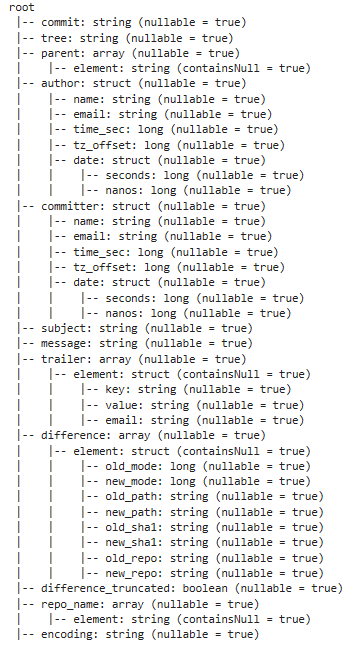 root
 |-- commit: string (nullable = true)
 |-- tree: string (nullable = true)
 |-- parent: array (nullable = true)
 |    |-- element: string (containsNull = true)
 |-- author: struct (nullable = true)
 |    |-- name: string (nullable = true)
 |    |-- email: string (nullable = true)
 |    |-- time_sec: long (nullable = true)
 |    |-- tz_offset: long (nullable = true)
 |    |-- date: struct (nullable = true)
 |    |    |-- seconds: long (nullable = true)
 |    |    |-- nanos: long (nullable = true)
 |-- committer: struct (nullable = true)
 |    |-- name: string (nullable = true)
 |    |-- email: string (nullable = true)
 |    |-- time_sec: long (nullable = true)
 |    |-- tz_offset: long (nullable = true)
 |    |-- date: struct (nullable = true)
 |    |    |-- seconds: long (nullable = true)
 |    |    |-- nanos: long (nullable = true)
 |-- subject: string (nullable = true)
 |-- message: string (nullable = true)
 |-- trailer: array (nullable = true)
 |    |-- element: struct (containsNull = true)
 |    |    |-- key: string (nullable = true)
 |    |    |-- value: string (nullable = true)
 |    |    |-- email: string (nullable = true)
 |-- difference: array (nullable = true)
 |    |-- element: struct (containsNull = true)
 |    |    |-- old_mode: long (nullable = true)
 |    |    |-- new_mode: long (nullable = true)
 |    |    |-- old_path: string (nullable = true)
 |    |    |-- new_path: string (nullable = true)
 |    |    |-- old_sha1: string (nullable = true)
 |    |    |-- new_sha1: string (nullable = true)
 |    |    |-- old_repo: string (nullable = true)
 |    |    |-- new_repo: string (nullable = true)
 |-- difference_truncated: boolean (nullable = true)
 |-- repo_name: array (nullable = true)
 |    |-- element: string (containsNull = true)
 |-- encoding: string (nullable = true)